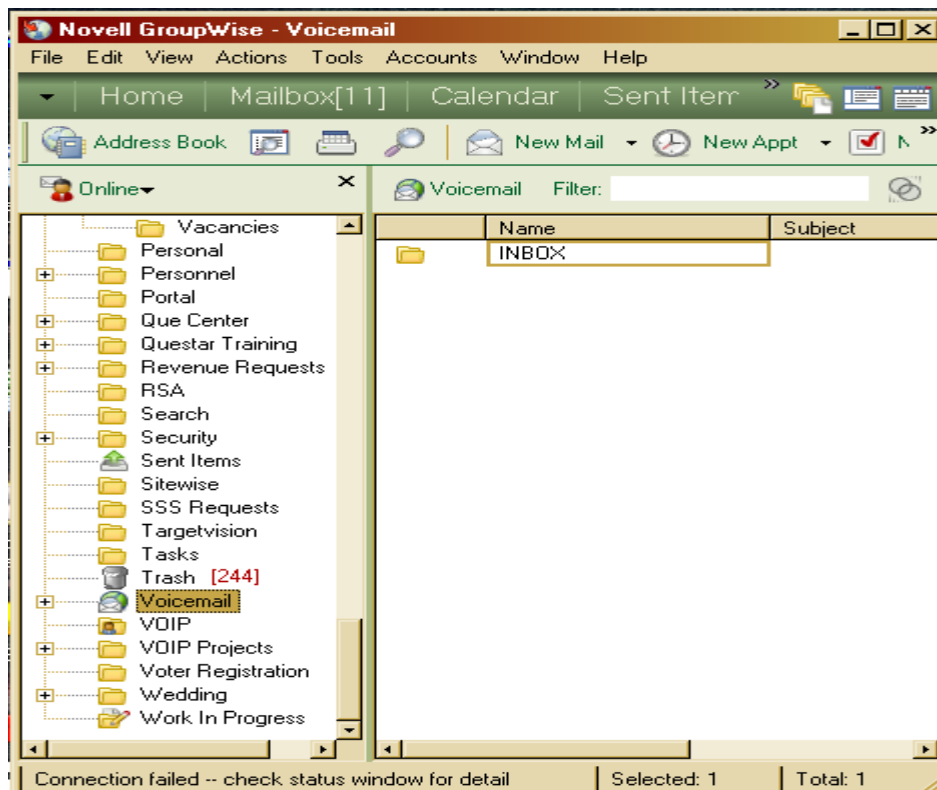 Novell GroupWise - Voicemail
File Edit View Actions Tools Accounts Window Help
Home Mailbox[11] Calendar Sent Item »
Address Book New Mail New Appt N »
Online Voicemail Filter:
Name Subject
INBOX
Vacancies
Personal
Personnel
Portal
Que Center
Questar Training
Revenue Requests
RSA
Search
Security
Sent Items
Sitewise
SSS Requests
Targetvision
Tasks
Trash [244]
Voicemail
VOIP
VOIP Projects
Voter Registration
Wedding
Work In Progress
Connection failed -- check status window for detail Selected: 1 Total: 1